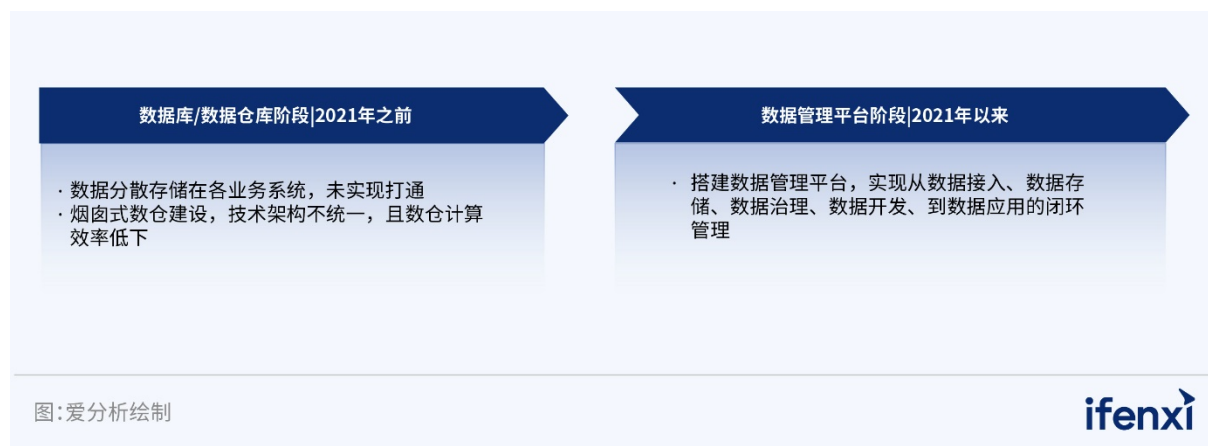 数据库/数据仓库阶段|2021年之前
· 数据分散存储在各业务系统，未实现打通
· 烟囱式数仓建设，技术架构不统一，且数仓计算
效率低下
数据管理平台阶段|2021年以来
· 搭建数据管理平台，实现从数据接入、数据存
储、数据治理、数据开发、到数据应用的闭环
管理
图:爱分析绘制
ifenxi